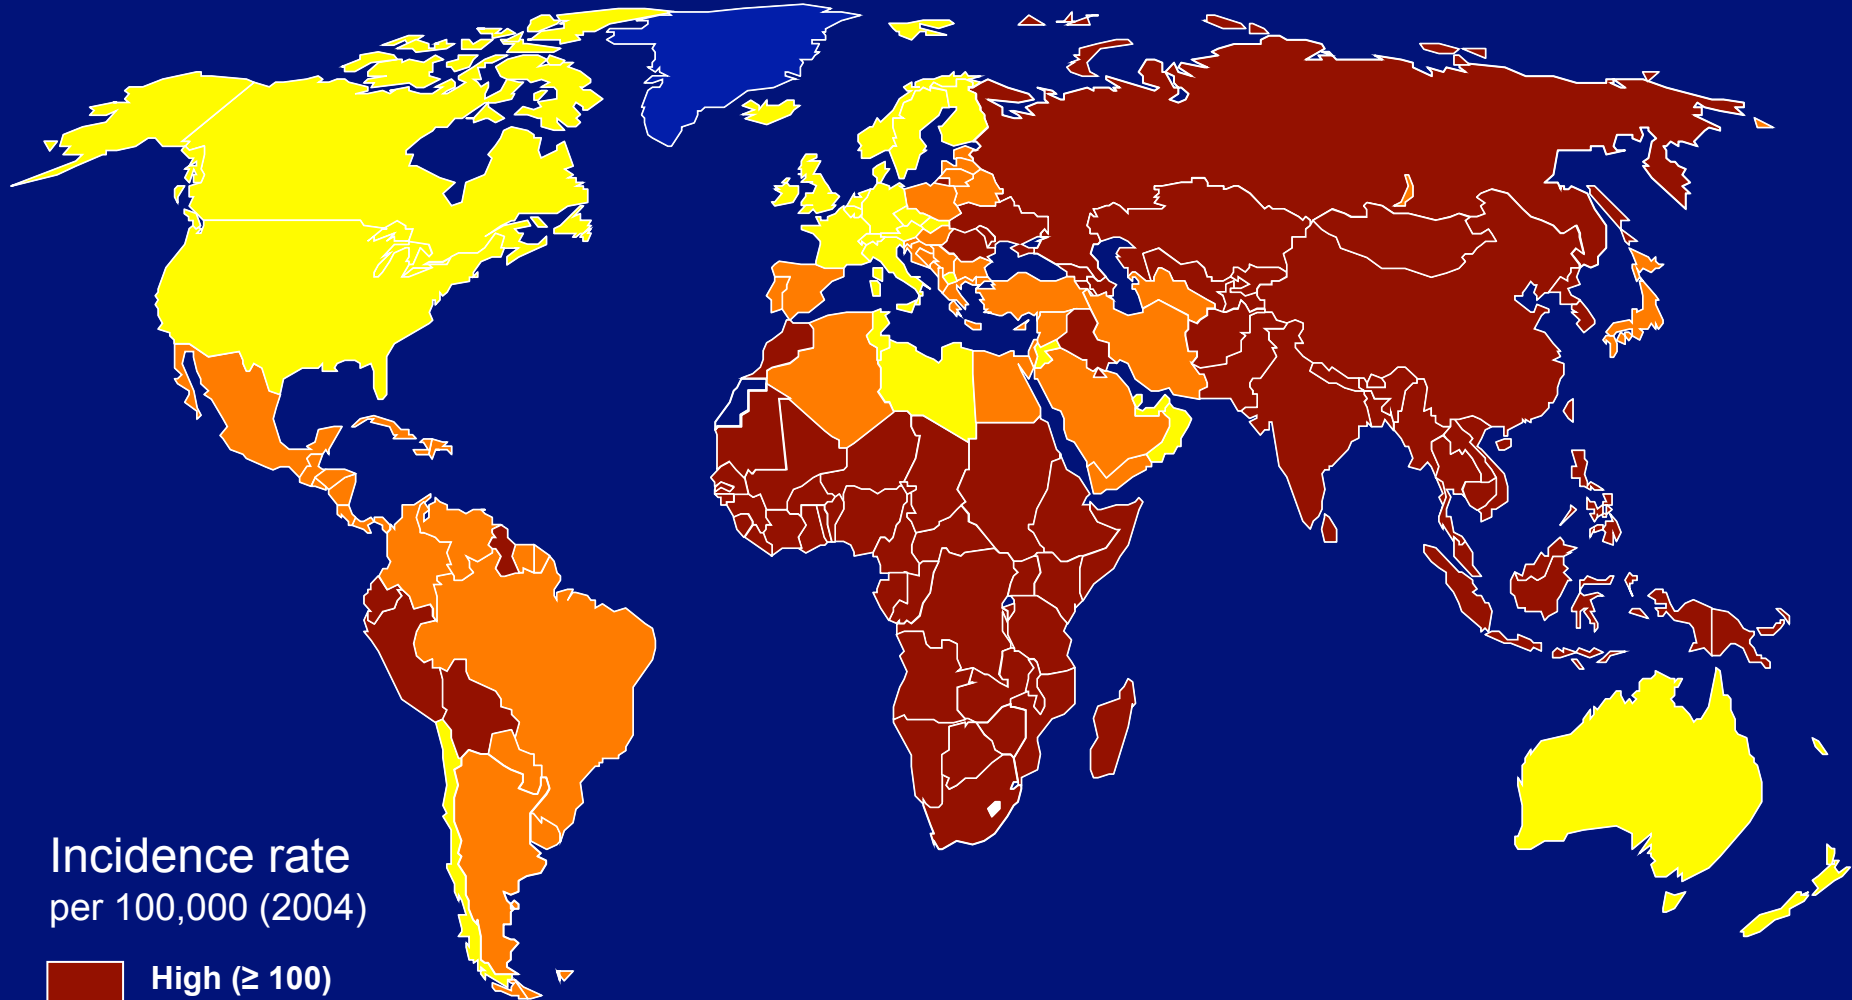 Incidence rate
per 100,000 (2004)
High (≥ 100)